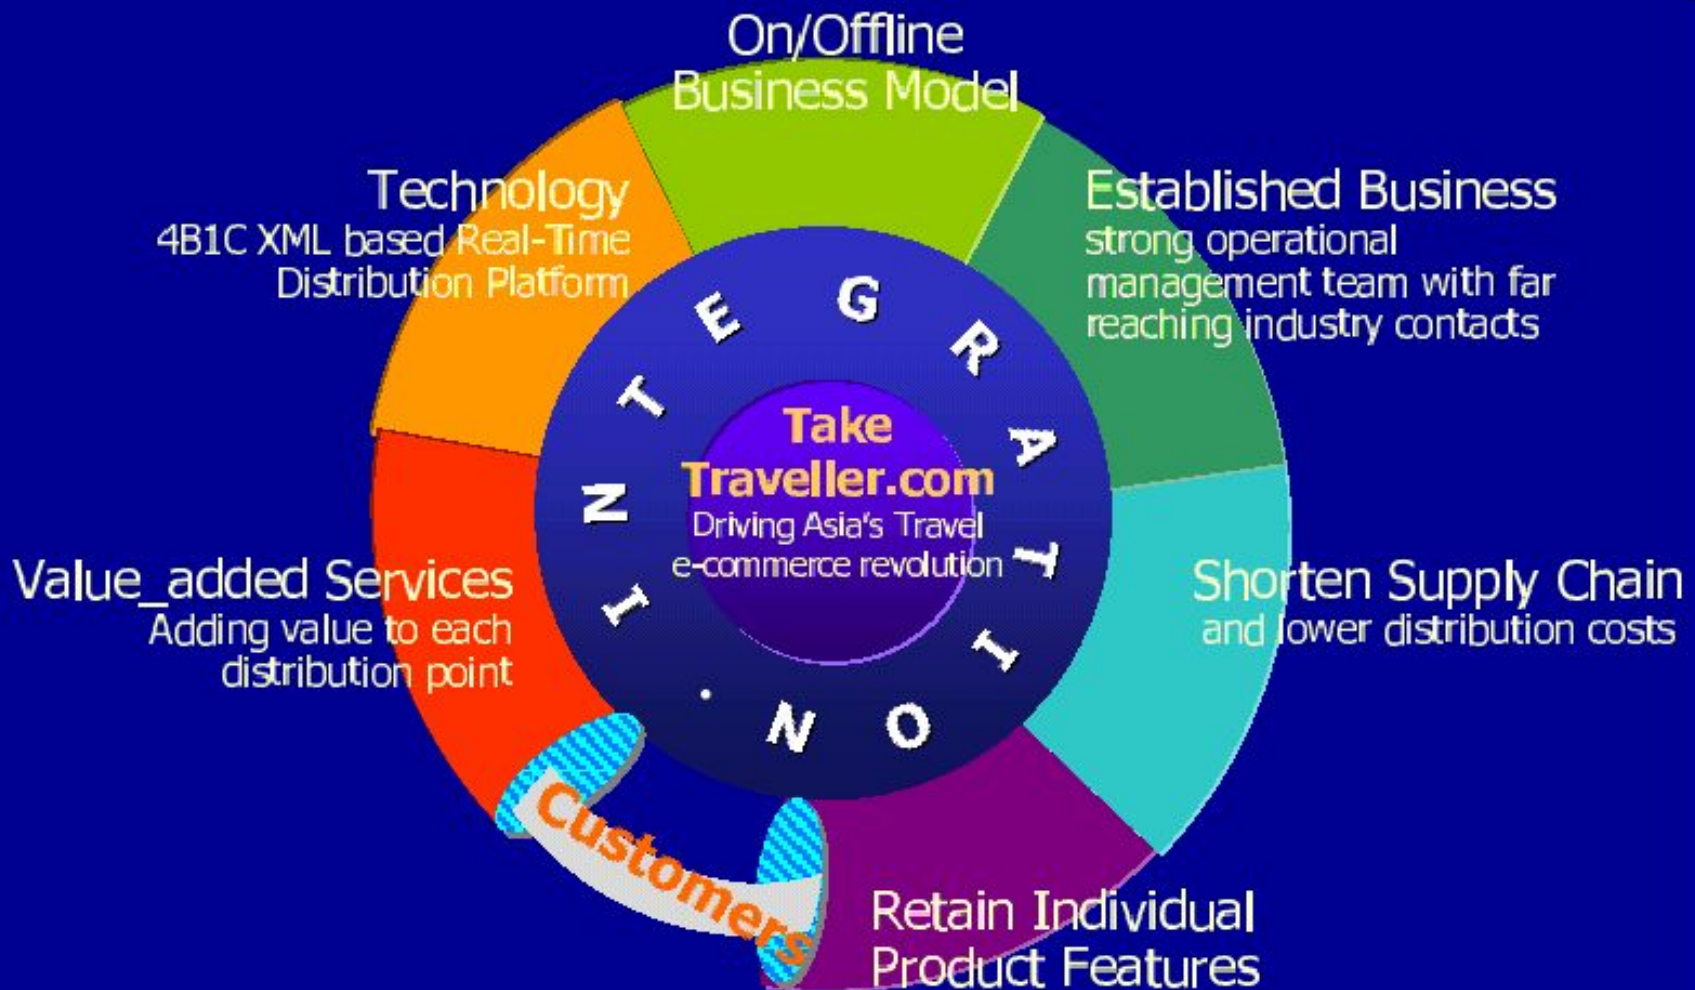 On/Offline
Business Model
Technology
4B1C XML based Real-Time
Distribution Platform
Established Business
strong operational
management team with far
reaching industry contacts
INTEGRATION.
Take
Traveller.com
Driving Asia's Travel
e-commerce revolution
Value_added Services
Adding value to each
distribution point
Shorten Supply Chain
and lower distribution costs
Customers
Retain Individual
Product Features